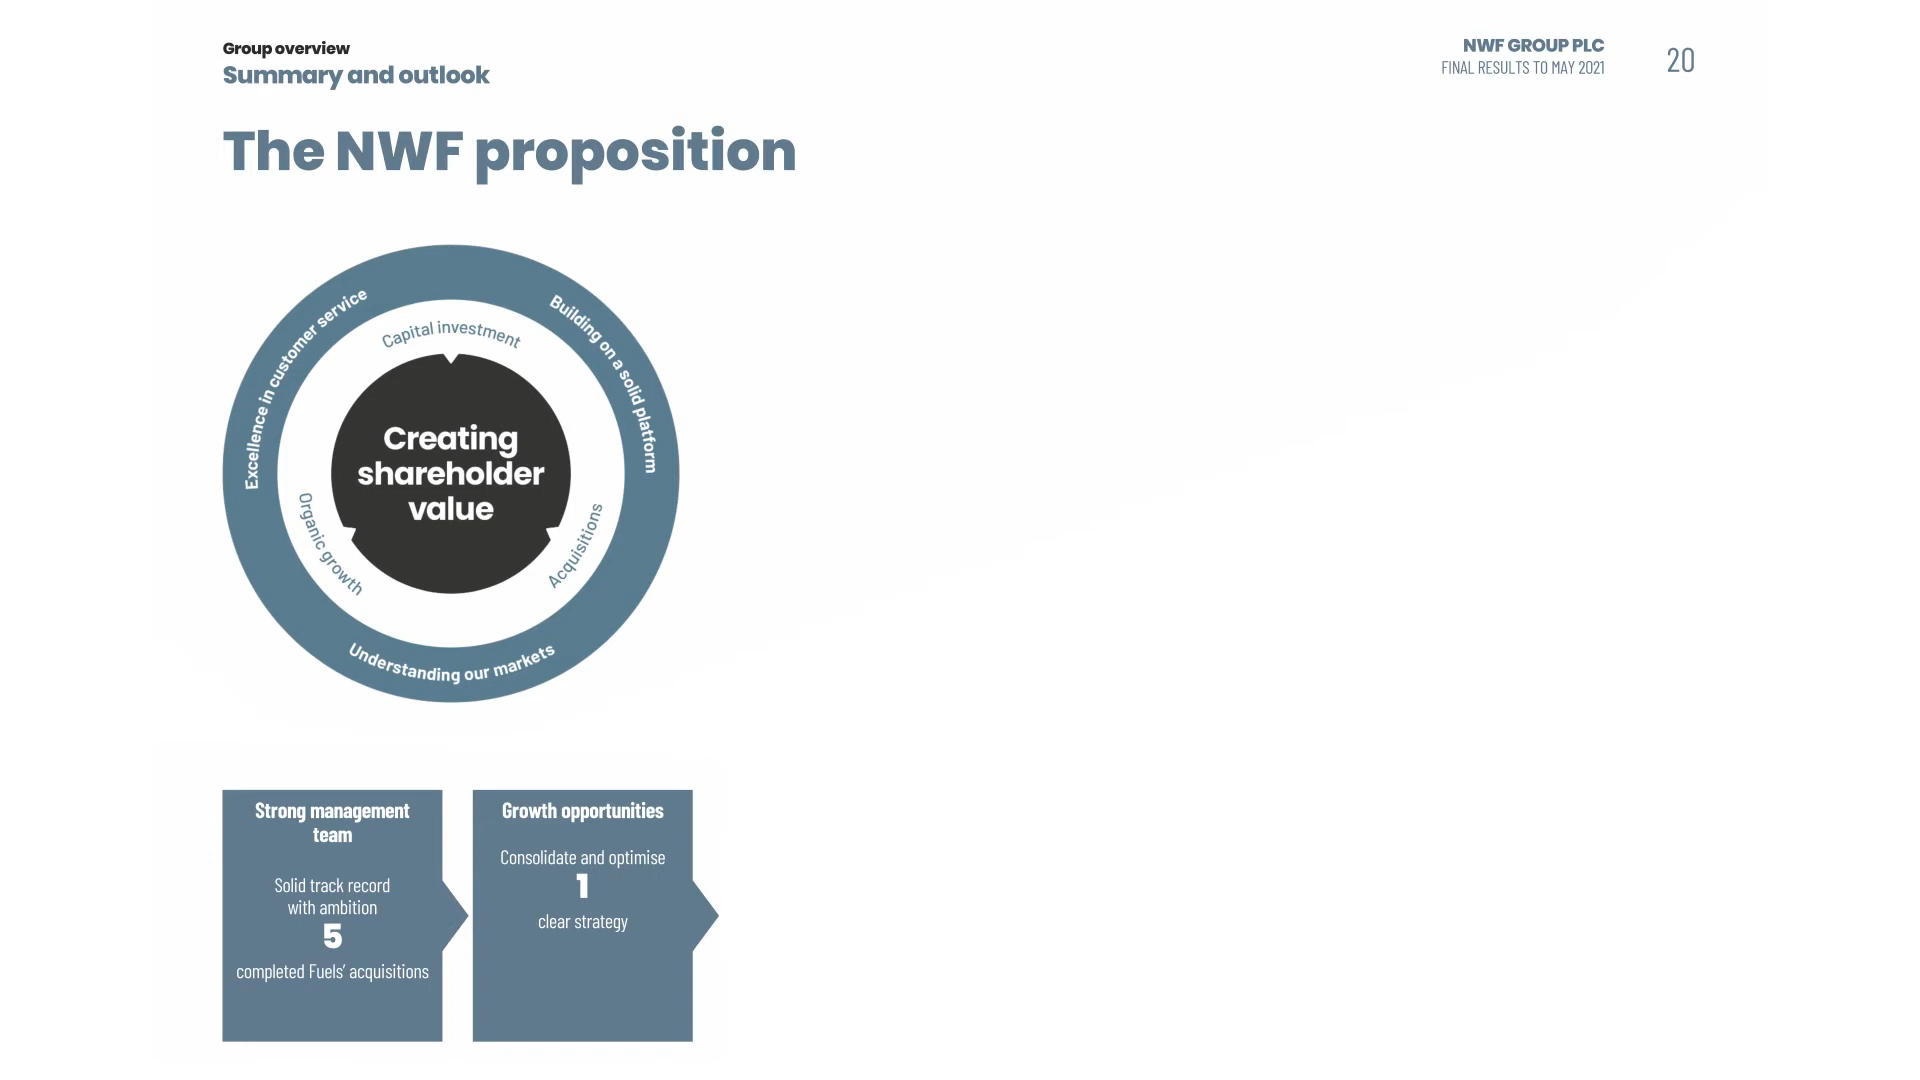 Group overview
Summary and outlook
NWF GROUP PLC
FINAL RESULTS TO MAY 2021
20
The NWF proposition
Excellence in customer service
Building on a solid platform
Understanding our markets
Capital investment
Organic growth
Acquisitions
Creating
shareholder
value
Strong management
team
Solid track record
with ambition
5
completed Fuels’ acquisitions
Growth opportunities
Consolidate and optimise
1
clear strategy